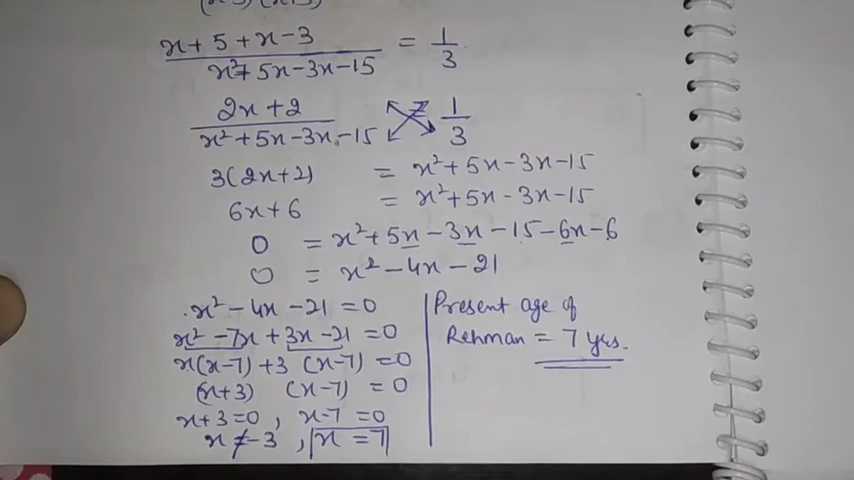 x + 5 + x - 3 / x² + 5x - 3x - 15 = 1/3
2x + 2 / x² + 5x - 3x - 15 = 1/3
3(2x + 2) = x² + 5x - 3x - 15
6x + 6 = x² + 5x - 3x - 15
0 = x² + 5x - 3x - 15 - 6x - 6
0 = x² - 4x - 21
x² - 4x - 21 = 0
x² - 7x + 3x - 21 = 0
x(x - 7) + 3 (x - 7) = 0
(x + 3) (x - 7) = 0
x + 3 = 0 , x - 7 = 0
x ≠ -3 , x = 7
Present age of
Rehman = 7 yrs.